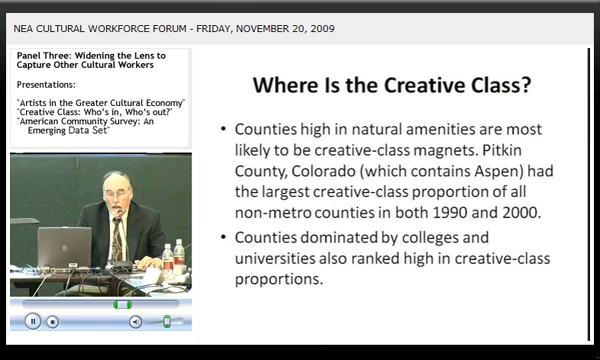 NEA CULTURAL WORKFORCE FORUM - FRIDAY, NOVEMBER 20, 2009
Panel Three: Widening the Lens to
Capture Other Cultural Workers
Presentations:
"Artists in the Greater Cultural Economy"
"Creative Class: Who's in, Who's out?"
"American Community Survey: An
Emerging Data Set"
Where Is the Creative Class?
• Counties high in natural amenities are most
likely to be creative-class magnets. Pitkin
County, Colorado (which contains Aspen) had
the largest creative-class proportion of all
non-metro counties in both 1990 and 2000.
• Counties dominated by colleges and
universities also ranked high in creative-class
proportions.